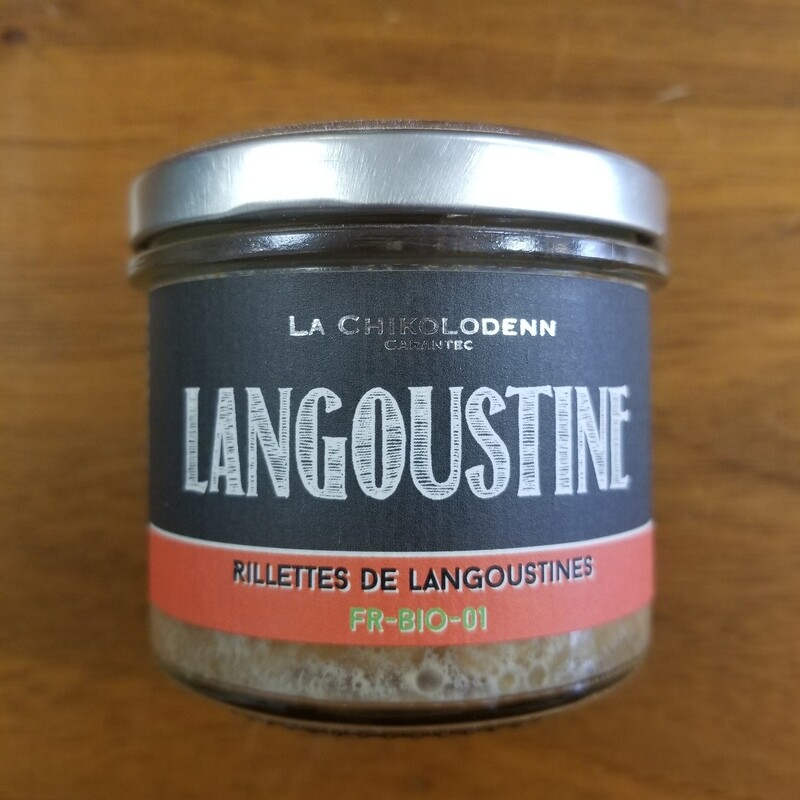 LA CHIKOLODENN
CARANTEC
LANGOUSTINE
RILLETTES DE LANGOUSTINES
FR-BIO-01